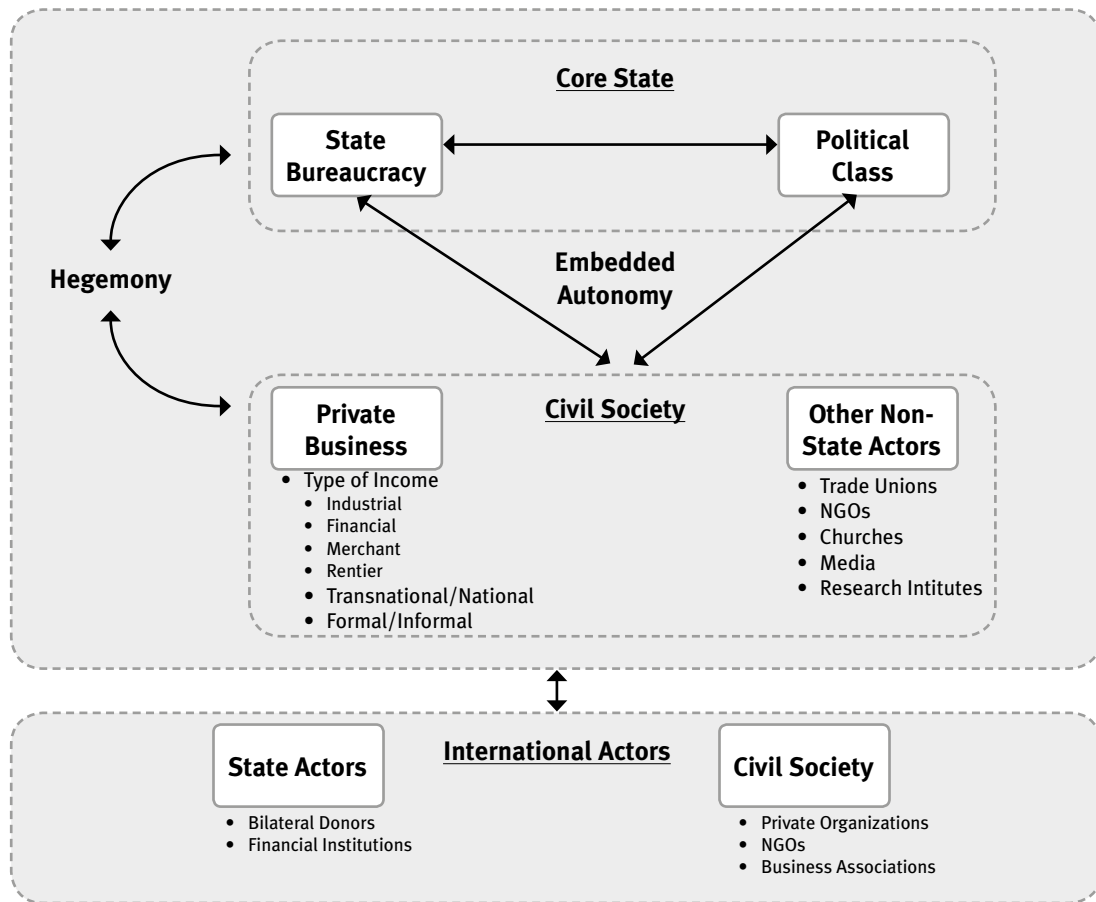 Core State
State
Bureaucracy
Political
Class
Hegemony
Embedded
Autonomy
Private
Business
Civil Society
Other Non-
State Actors
• Type of Income
• Industrial
• Financial
• Merchant
• Rentier
• Transnational/National
• Formal/Informal
• Trade Unions
• NGOs
• Churches
• Media
• Research Intitutes
State Actors
International Actors
Civil Society
• Bilateral Donors
• Financial Institutions
• Private Organizations
• NGOs
• Business Associations